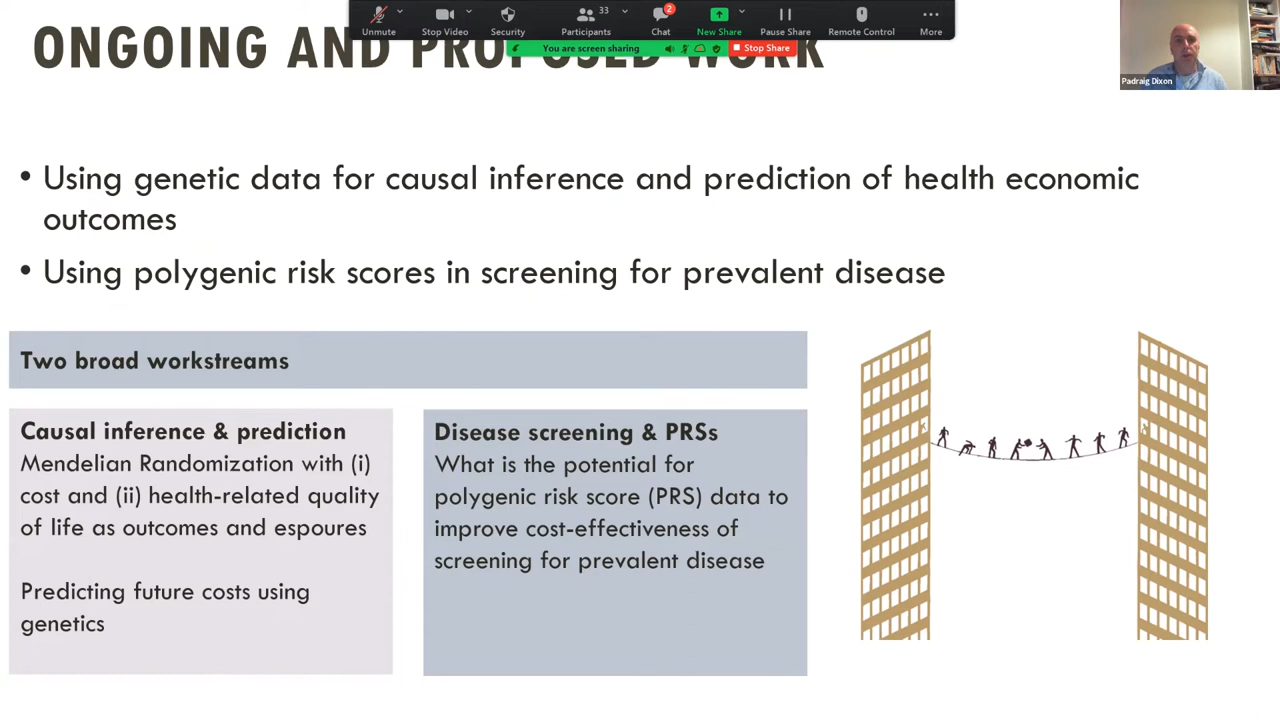 Unmute
Stop Video
Security
33
Participants
2
Chat
New Share
Pause Share
Remote Control
More
You are screen sharing
Stop Share
ONGOING AND PROPOSED WORK
Padraig Dixon
• Using genetic data for causal inference and prediction of health economic
outcomes
• Using polygenic risk scores in screening for prevalent disease
Two broad workstreams
Causal inference & prediction
Mendelian Randomization with (i)
cost and (ii) health-related quality
of life as outcomes and espoures
Predicting future costs using
genetics
Disease screening & PRSs
What is the potential for
polygenic risk score (PRS) data to
improve cost-effectiveness of
screening for prevalent disease